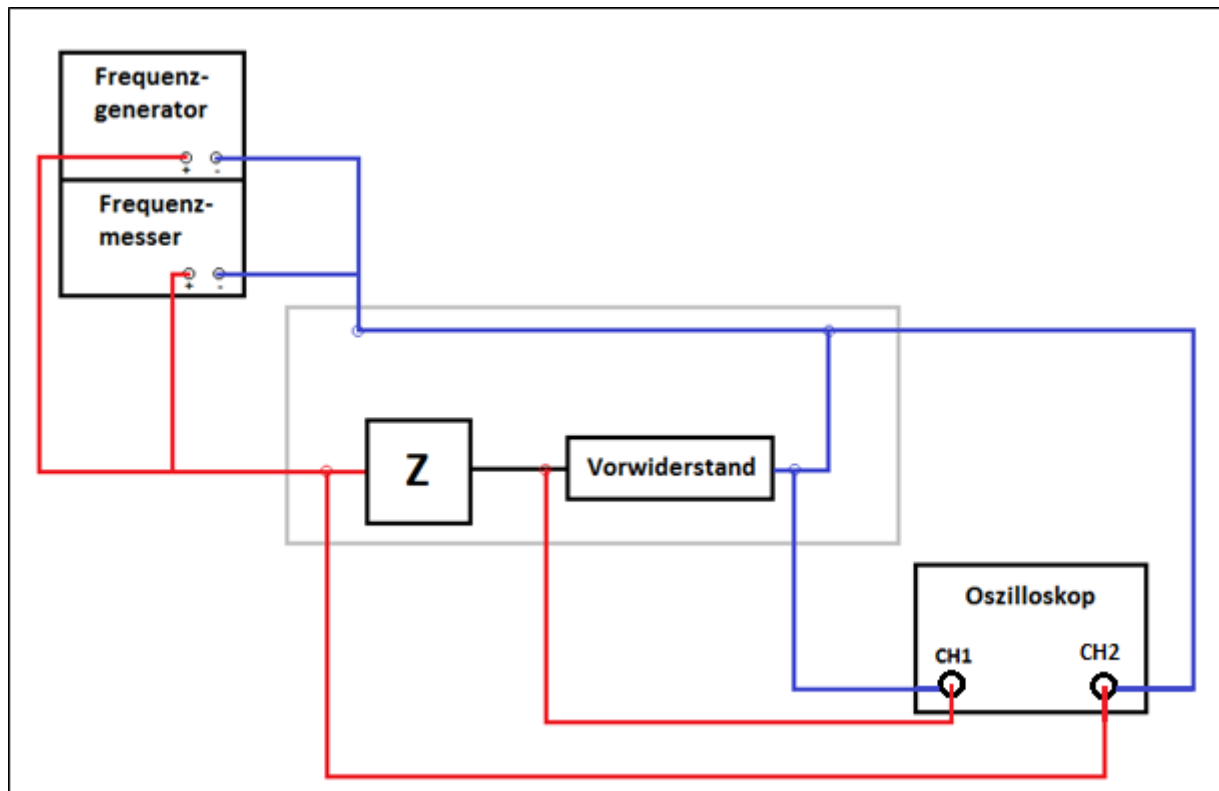 Frequenz-
generator
+ -
Frequenz-
messer
+ -
Z
Vorwiderstand
Oszilloskop
CH1
CH2